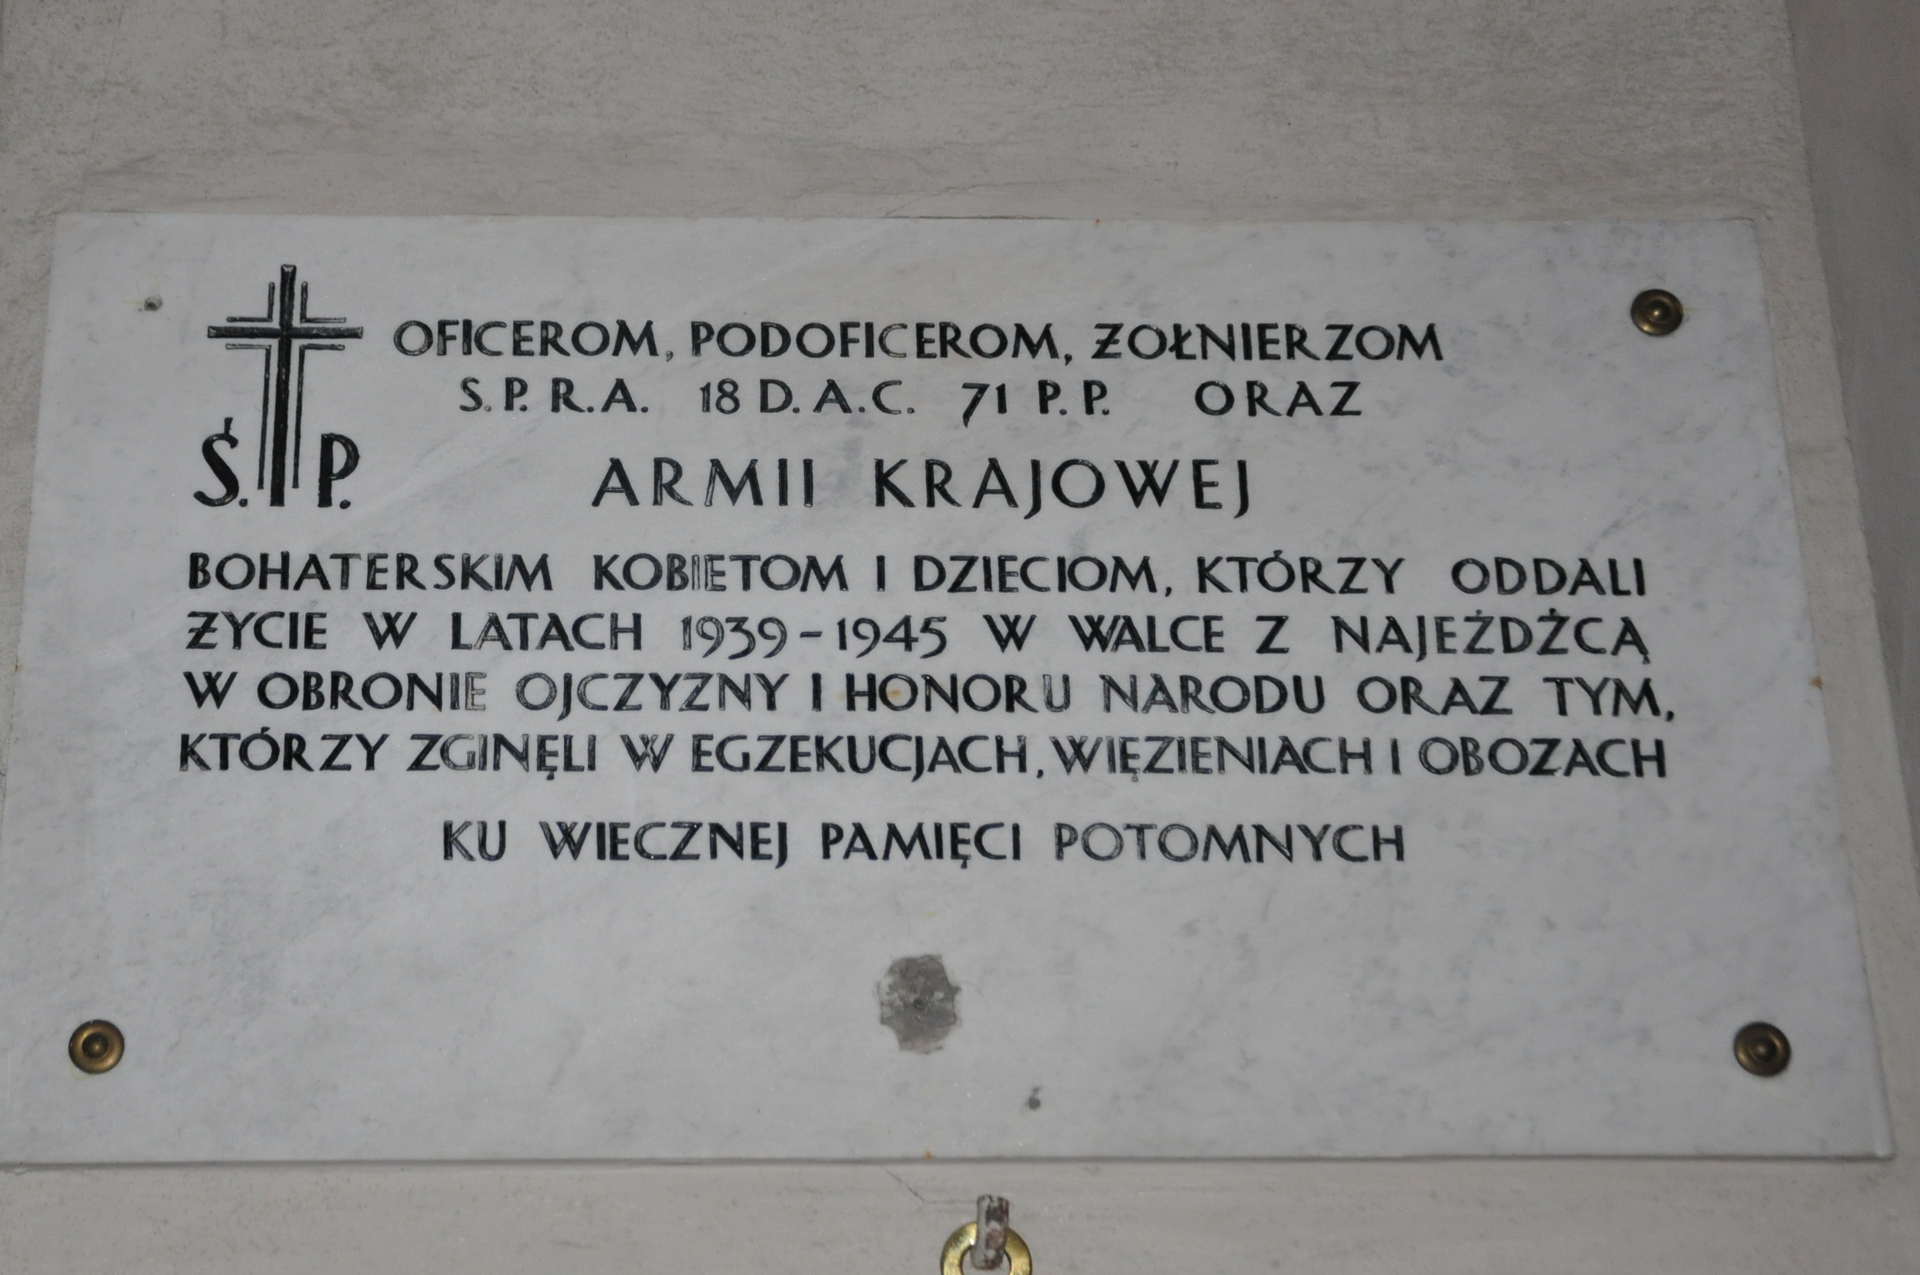 OFICEROM, PODOFICEROM, ŻOŁNIERZOM
S.P. R.A. 18 D.A.C. 71 P.P. ORAZ
Ś. P. ARMII KRAJOWEJ
BOHATERSKIM KOBIETOM I DZIECIOM, KTÓRZY ODDALI
ŻYCIE W LATACH 1939-1945 W WALCE Z NAJEŻDŻCĄ
W OBRONIE OJCZYZNY I HONORU NARODU ORAZ TYM,
KTÓRZY ZGINĘLI W EGZEKUCJACH, WIĘZIENIACH I OBOZACH
KU WIECZNEJ PAMIĘCI POTOMNYCH